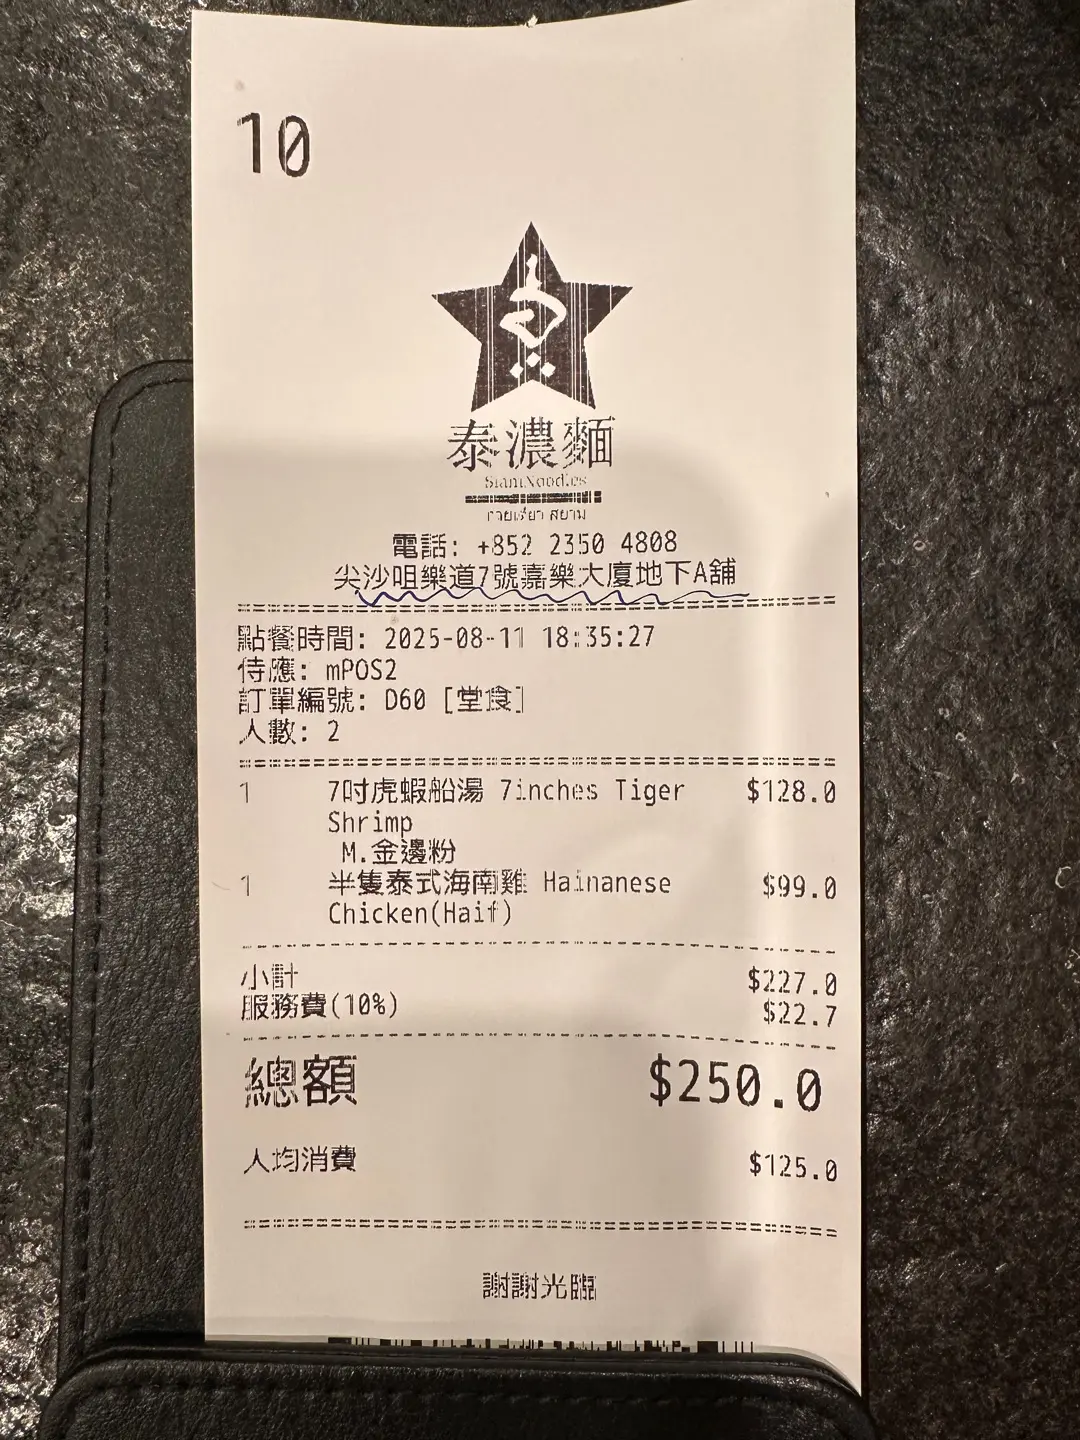 10
泰濃麵
SiamNoodles
電話: +852 2350 4808
尖沙咀樂道7號嘉樂大廈地下A舖
點餐時間: 2025-08-11 18:35:27
侍應: mPOS2
訂單編號: D60 [堂食]
人數: 2
1 7吋虎蝦船湯 7inches Tiger $128.0
Shrimp
M.金邊粉
1 半隻泰式海南雞 Hainanese $99.0
Chicken(Haif)
小計 $227.0
服務費(10%) $22.7
總額 $250.0
人均消費 $125.0
謝謝光臨